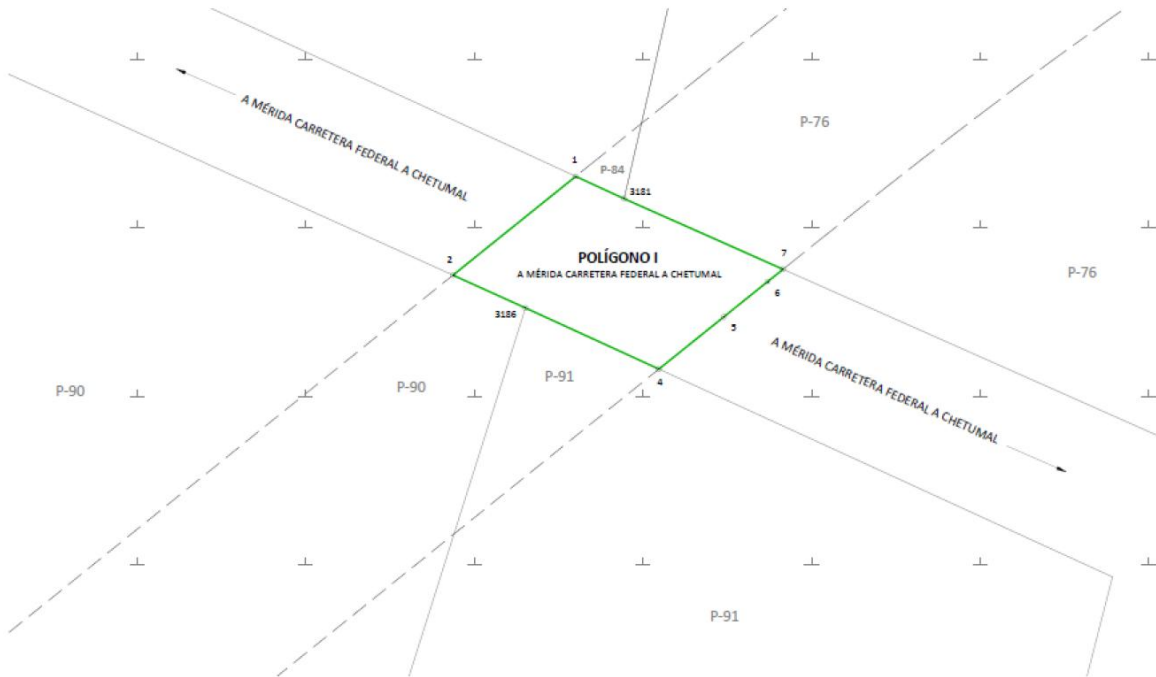 A MÉRIDA CARRETERA FEDERAL A CHETUMAL
P-76
1
P-84
3181
2
POLÍGONO I
A MÉRIDA CARRETERA FEDERAL A CHETUMAL
7
6
P-76
3186
5
A MÉRIDA CARRETERA FEDERAL A CHETUMAL
P-90
P-90
P-91
4
P-91